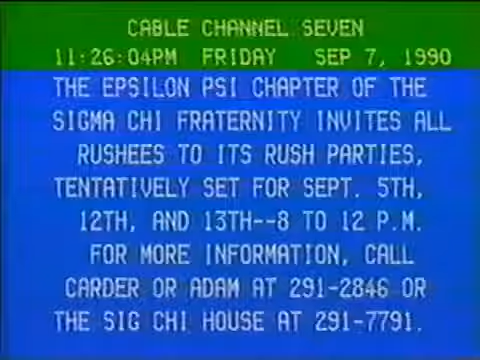 CABLE CHANNEL SEVEN
11:26:04PM FRIDAY SEP 7, 1990
THE EPSILON PSI CHAPTER OF THE
SIGMA CHI FRATERNITY INVITES ALL
RUSHEES TO ITS RUSH PARTIES,
TENTATIVELY SET FOR SEPT. 5TH,
12TH, AND 13TH--8 TO 12 P.M.
FOR MORE INFORMATION, CALL
CARDER OR ADAM AT 291-2846 OR
THE SIG CHI HOUSE AT 291-7791.